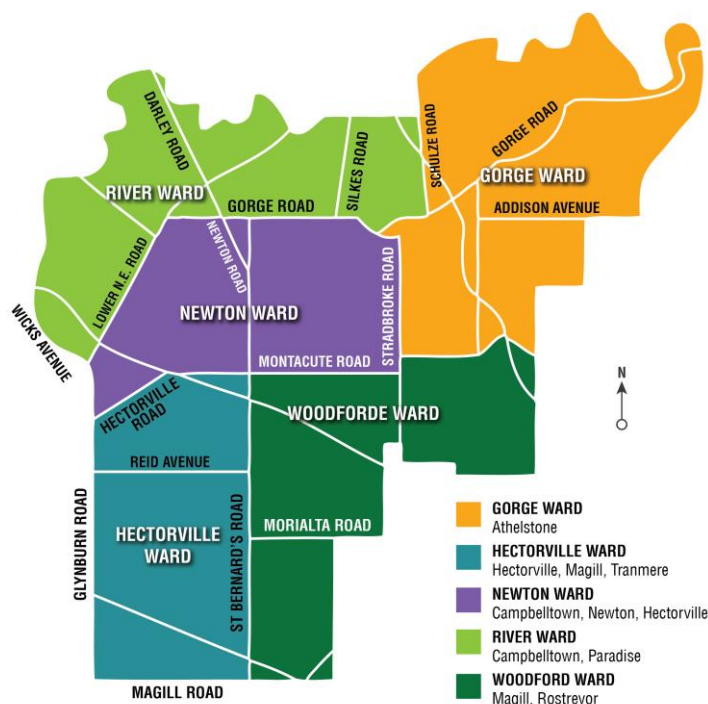 DARLEY ROAD
SCHULZE ROAD
GORGE ROAD
SILKES ROAD
GORGE WARD
RIVER WARD
GORGE ROAD
ADDISON AVENUE
NEWTON ROAD
LOWER N.E. ROAD
STRADBROKE ROAD
NEWTON WARD
WICKS AVENUE
MONTACUTE ROAD
N
HECTORVILLE
ROAD
WOODFORDE WARD
REID AVENUE
GLYNBURN ROAD
HECTORVILLE
WARD
ST BERNARD'S ROAD
MORIALTA ROAD
MAGILL ROAD
GORGE WARD
Athelstone
HECTORVILLE WARD
Hectorville, Magill, Tranmere
NEWTON WARD
Campbelltown, Newton, Hectorville
RIVER WARD
Campbelltown, Paradise
WOODFORD WARD
Magill, Rostrevor